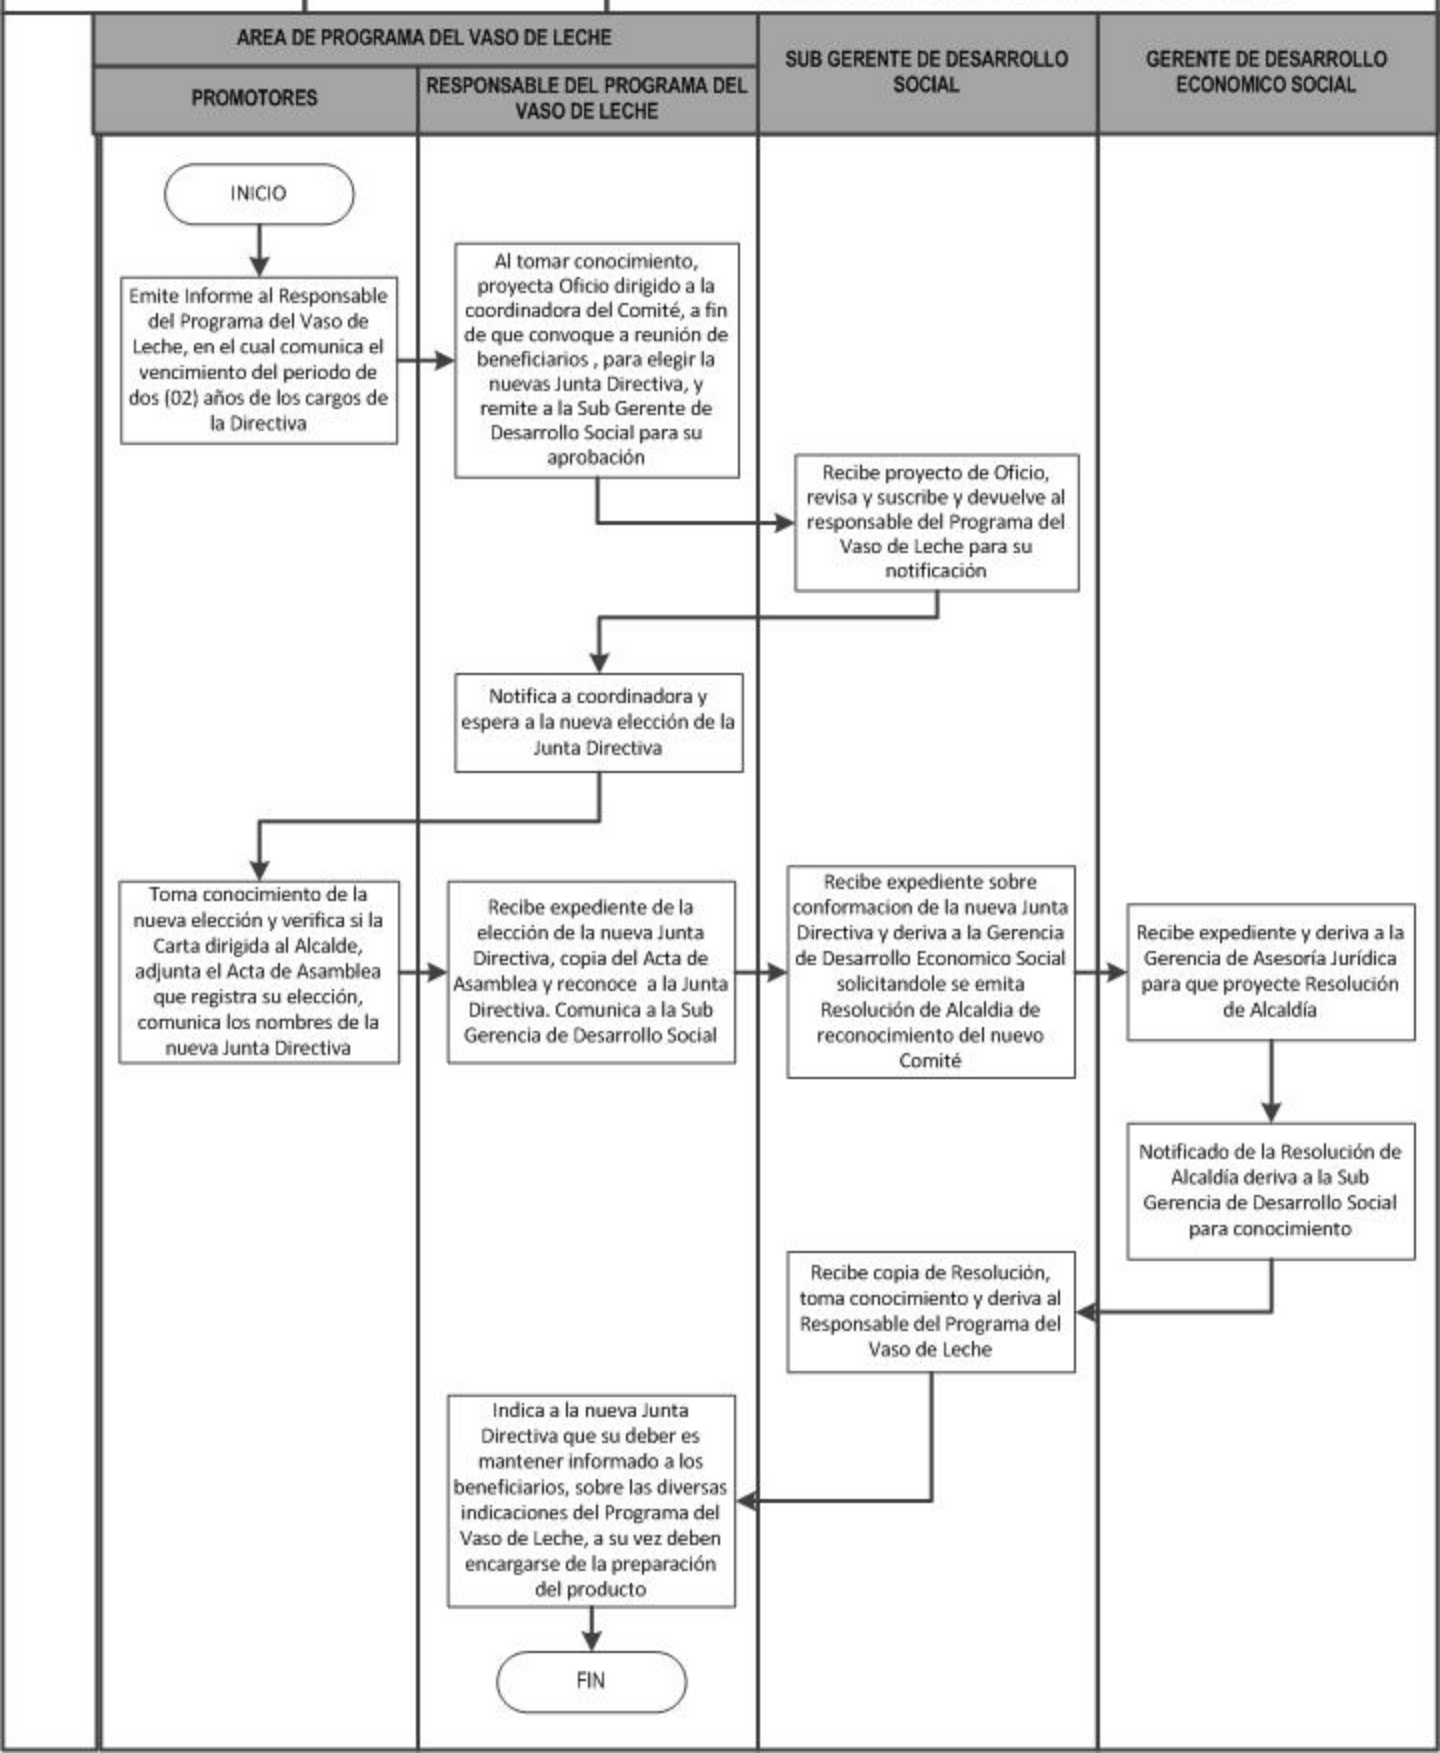 AREA DE PROGRAMA DEL VASO DE LECHE
PROMOTORES
RESPONSABLE DEL PROGRAMA DEL
VASO DE LECHE
SUB GERENTE DE DESARROLLO
SOCIAL
GERENTE DE DESARROLLO
ECONOMICO SOCIAL
INICIO
Emite Informe al Responsable
del Programa del Vaso de
Leche, en el cual comunica el
vencimiento del periodo de
dos (02) años de los cargos de
la Directiva
Al tomar conocimiento,
proyecta Oficio dirigido a la
coordinadora del Comité, a fin
de que convoque a reunión de
beneficiarios , para elegir la
nuevas Junta Directiva, y
remite a la Sub Gerente de
Desarrollo Social para su
aprobación
Recibe proyecto de Oficio,
revisa y suscribe y devuelve al
responsable del Programa del
Vaso de Leche para su
notificación
Notifica a coordinadora y
espera a la nueva elección de la
Junta Directiva
Toma conocimiento de la
nueva elección y verifica si la
Carta dirigida al Alcalde,
adjunta el Acta de Asamblea
que registra su elección,
comunica los nombres de la
nueva Junta Directiva
Recibe expediente de la
elección de la nueva Junta
Directiva, copia del Acta de
Asamblea y reconoce a la Junta
Directiva. Comunica a la Sub
Gerencia de Desarrollo Social
Recibe expediente sobre
conformacion de la nueva Junta
Directiva y deriva a la Gerencia
de Desarrollo Economico Social
solicitandole se emita
Resolución de Alcaldia de
reconocimiento del nuevo
Comité
Recibe expediente y deriva a la
Gerencia de Asesoría Jurídica
para que proyecte Resolución
de Alcaldía
Notificado de la Resolución de
Alcaldía deriva a la Sub
Gerencia de Desarrollo Social
para conocimiento
Recibe copia de Resolución,
toma conocimiento y deriva al
Responsable del Programa del
Vaso de Leche
Indica a la nueva Junta
Directiva que su deber es
mantener informado a los
beneficiarios, sobre las diversas
indicaciones del Programa del
Vaso de Leche, a su vez deben
encargarse de la preparación
del producto
FIN